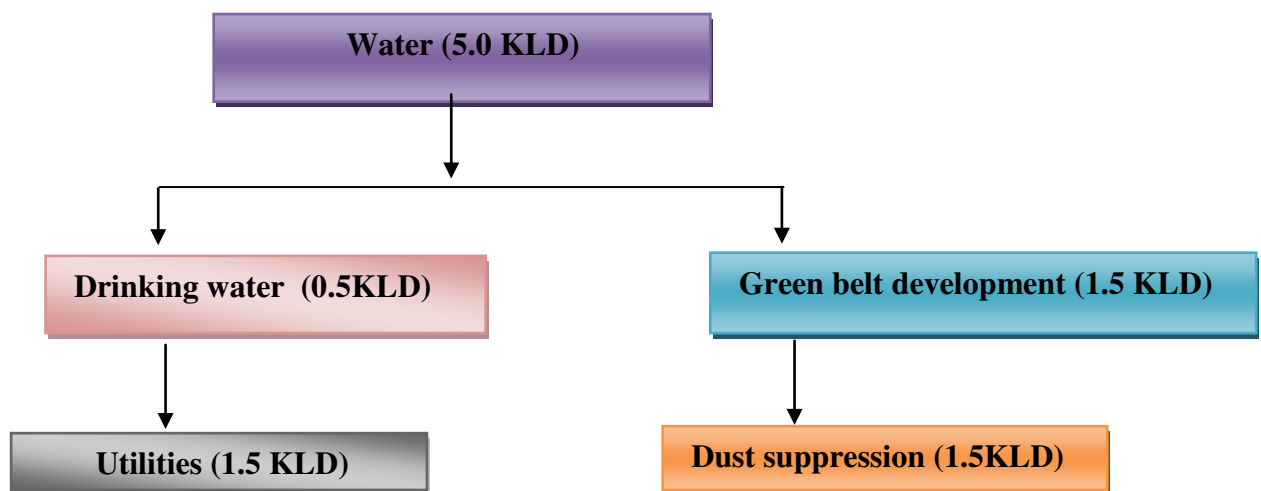 Water (5.0 KLD)
Drinking water (0.5KLD)
Green belt development (1.5 KLD)
Utilities (1.5 KLD)
Dust suppression (1.5KLD)